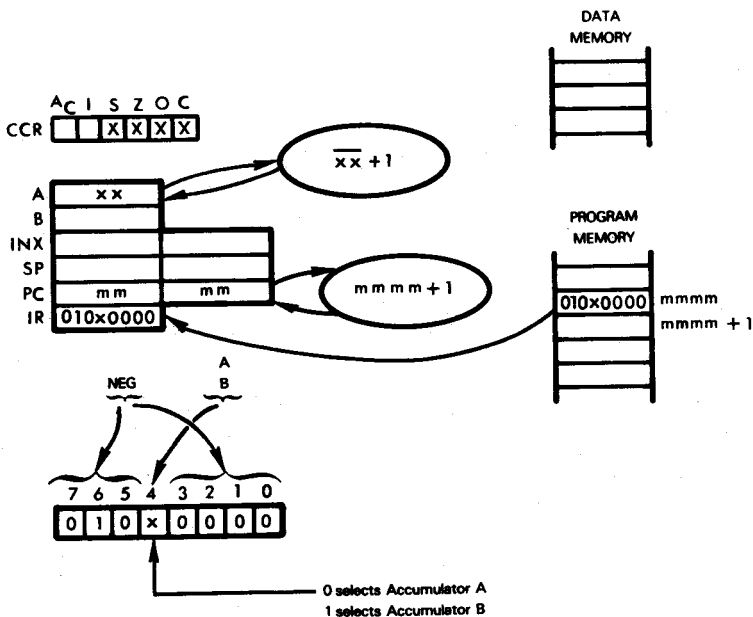 DATA
MEMORY
AC I S Z O C
CCR X X X X
A xx
B
INX
SP
PC mm mm
IR 010x0000
x̅x̅ + 1
mmmm + 1
PROGRAM
MEMORY
010x0000 mmmm
mmmm + 1
NEG
A
B
7 6 5 4 3 2 1 0
0 1 0 x 0 0 0 0
0 selects Accumulator A
1 selects Accumulator B